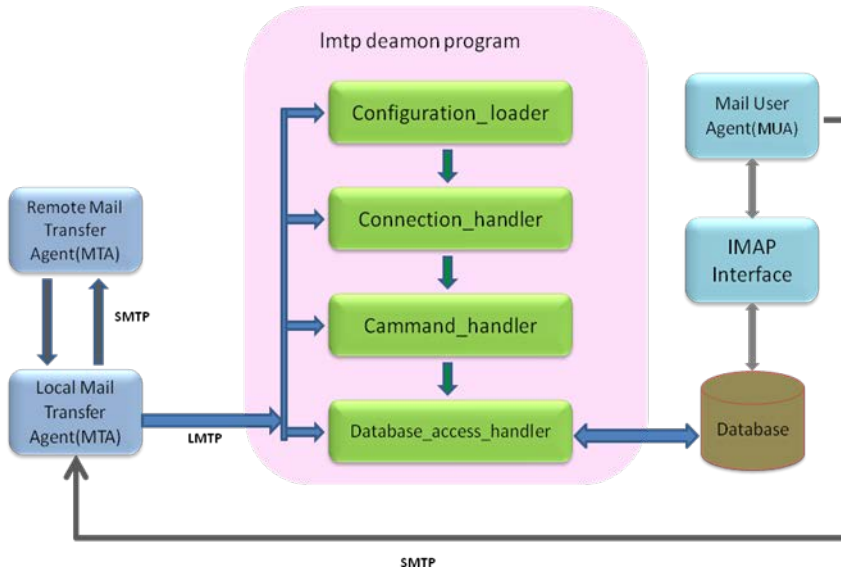 lmtp deamon program
Configuration_loader
Connection_handler
Cammand_handler
Database_access_handler
Remote Mail
Transfer
Agent(MTA)
SMTP
Local Mail
Transfer
Agent(MTA)
LMTP
Mail User
Agent(MUA)
IMAP
Interface
Database
SMTP